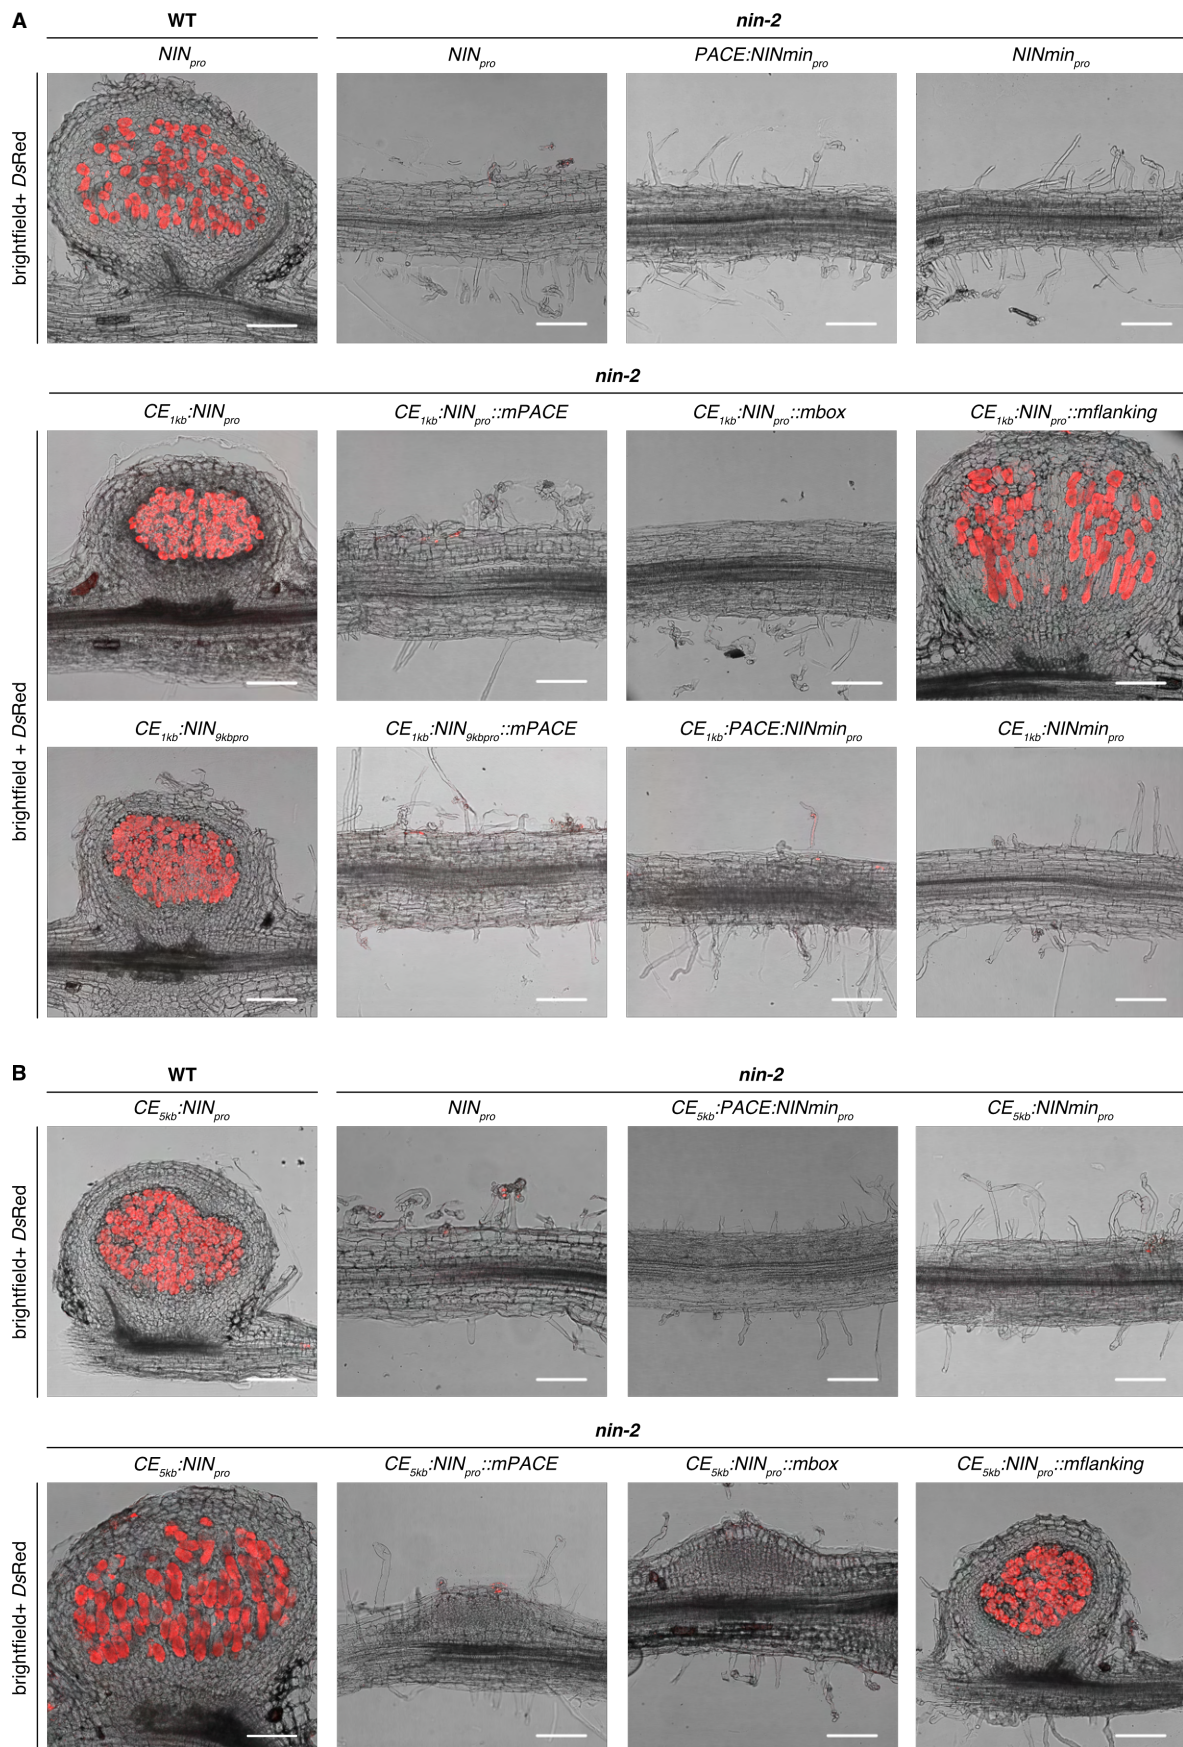 A
WT nin-2
NINpro NINpro PACE:NINminpro NINminpro
brightfield+ DsRed
nin-2
CE1kb:NINpro CE1kb:NINpro::mPACE CE1kb:NINpro::mbox CE1kb:NINpro::mflanking
brightfield + DsRed
CE1kb:NIN9kbpro CE1kb:NIN9kbpro::mPACE CE1kb:PACE:NINminpro CE1kb:NINminpro
B
WT nin-2
CE5kb:NINpro NINpro CE5kb:PACE:NINminpro CE5kb:NINminpro
brightfield+ DsRed
nin-2
CE5kb:NINpro CE5kb:NINpro::mPACE CE5kb:NINpro::mbox CE5kb:NINpro::mflanking
brightfield+ DsRed